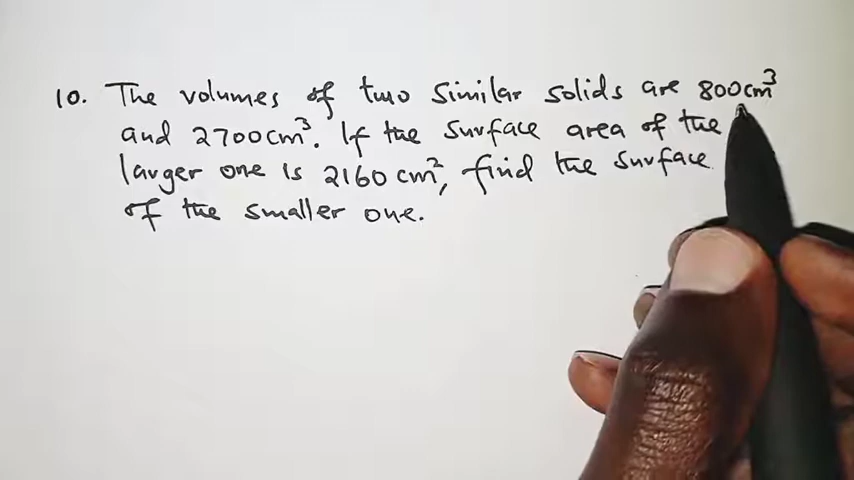 10. The volumes of two similar solids are 800cm³
and 2700cm³. If the surface area of the
larger one is 2160 cm², find the surface
of the smaller one.